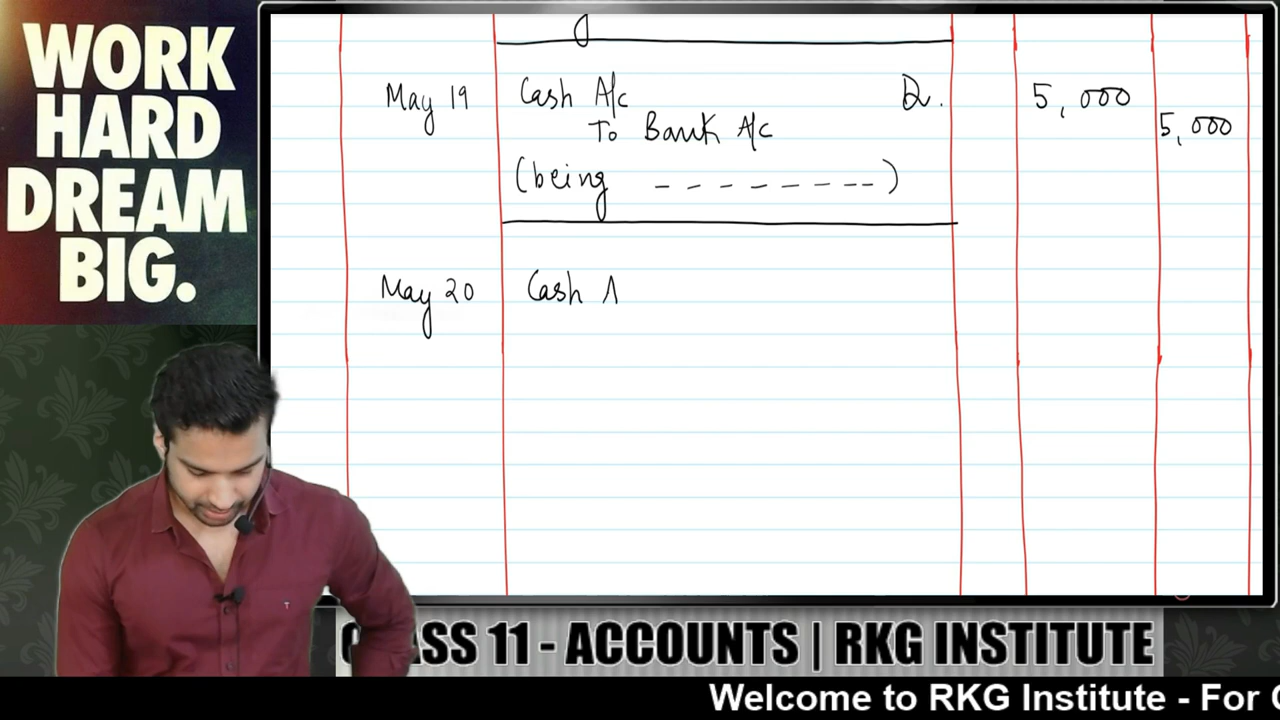 WORK
HARD
DREAM
BIG.
May 19 Cash A/c Dr. 5,000
To Bank A/c 5,000
(being - - - - - - - - -)
May 20 Cash
CLASS 11 - ACCOUNTS | RKG INSTITUTE
Welcome to RKG Institute - For